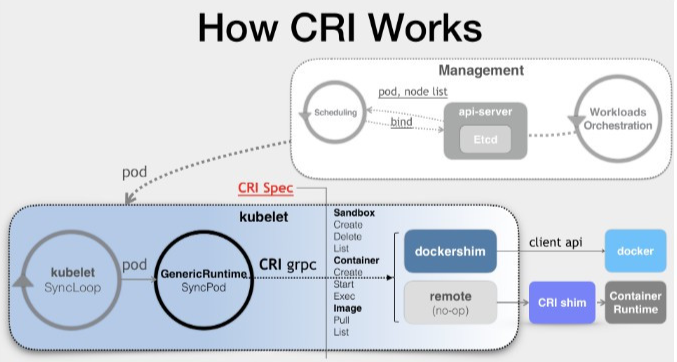 How CRI Works
Management
pod, node list
Scheduling
bind
api-server
Etcd
Workloads
Orchestration
pod
CRI Spec
kubelet
kubelet
SyncLoop
pod
GenericRuntime
SyncPod
CRI grpc
Sandbox
Create
Delete
List
Container
Create
Start
Exec
Image
Pull
List
dockershim
remote
(no-op)
client api
docker
CRI shim
Container
Runtime